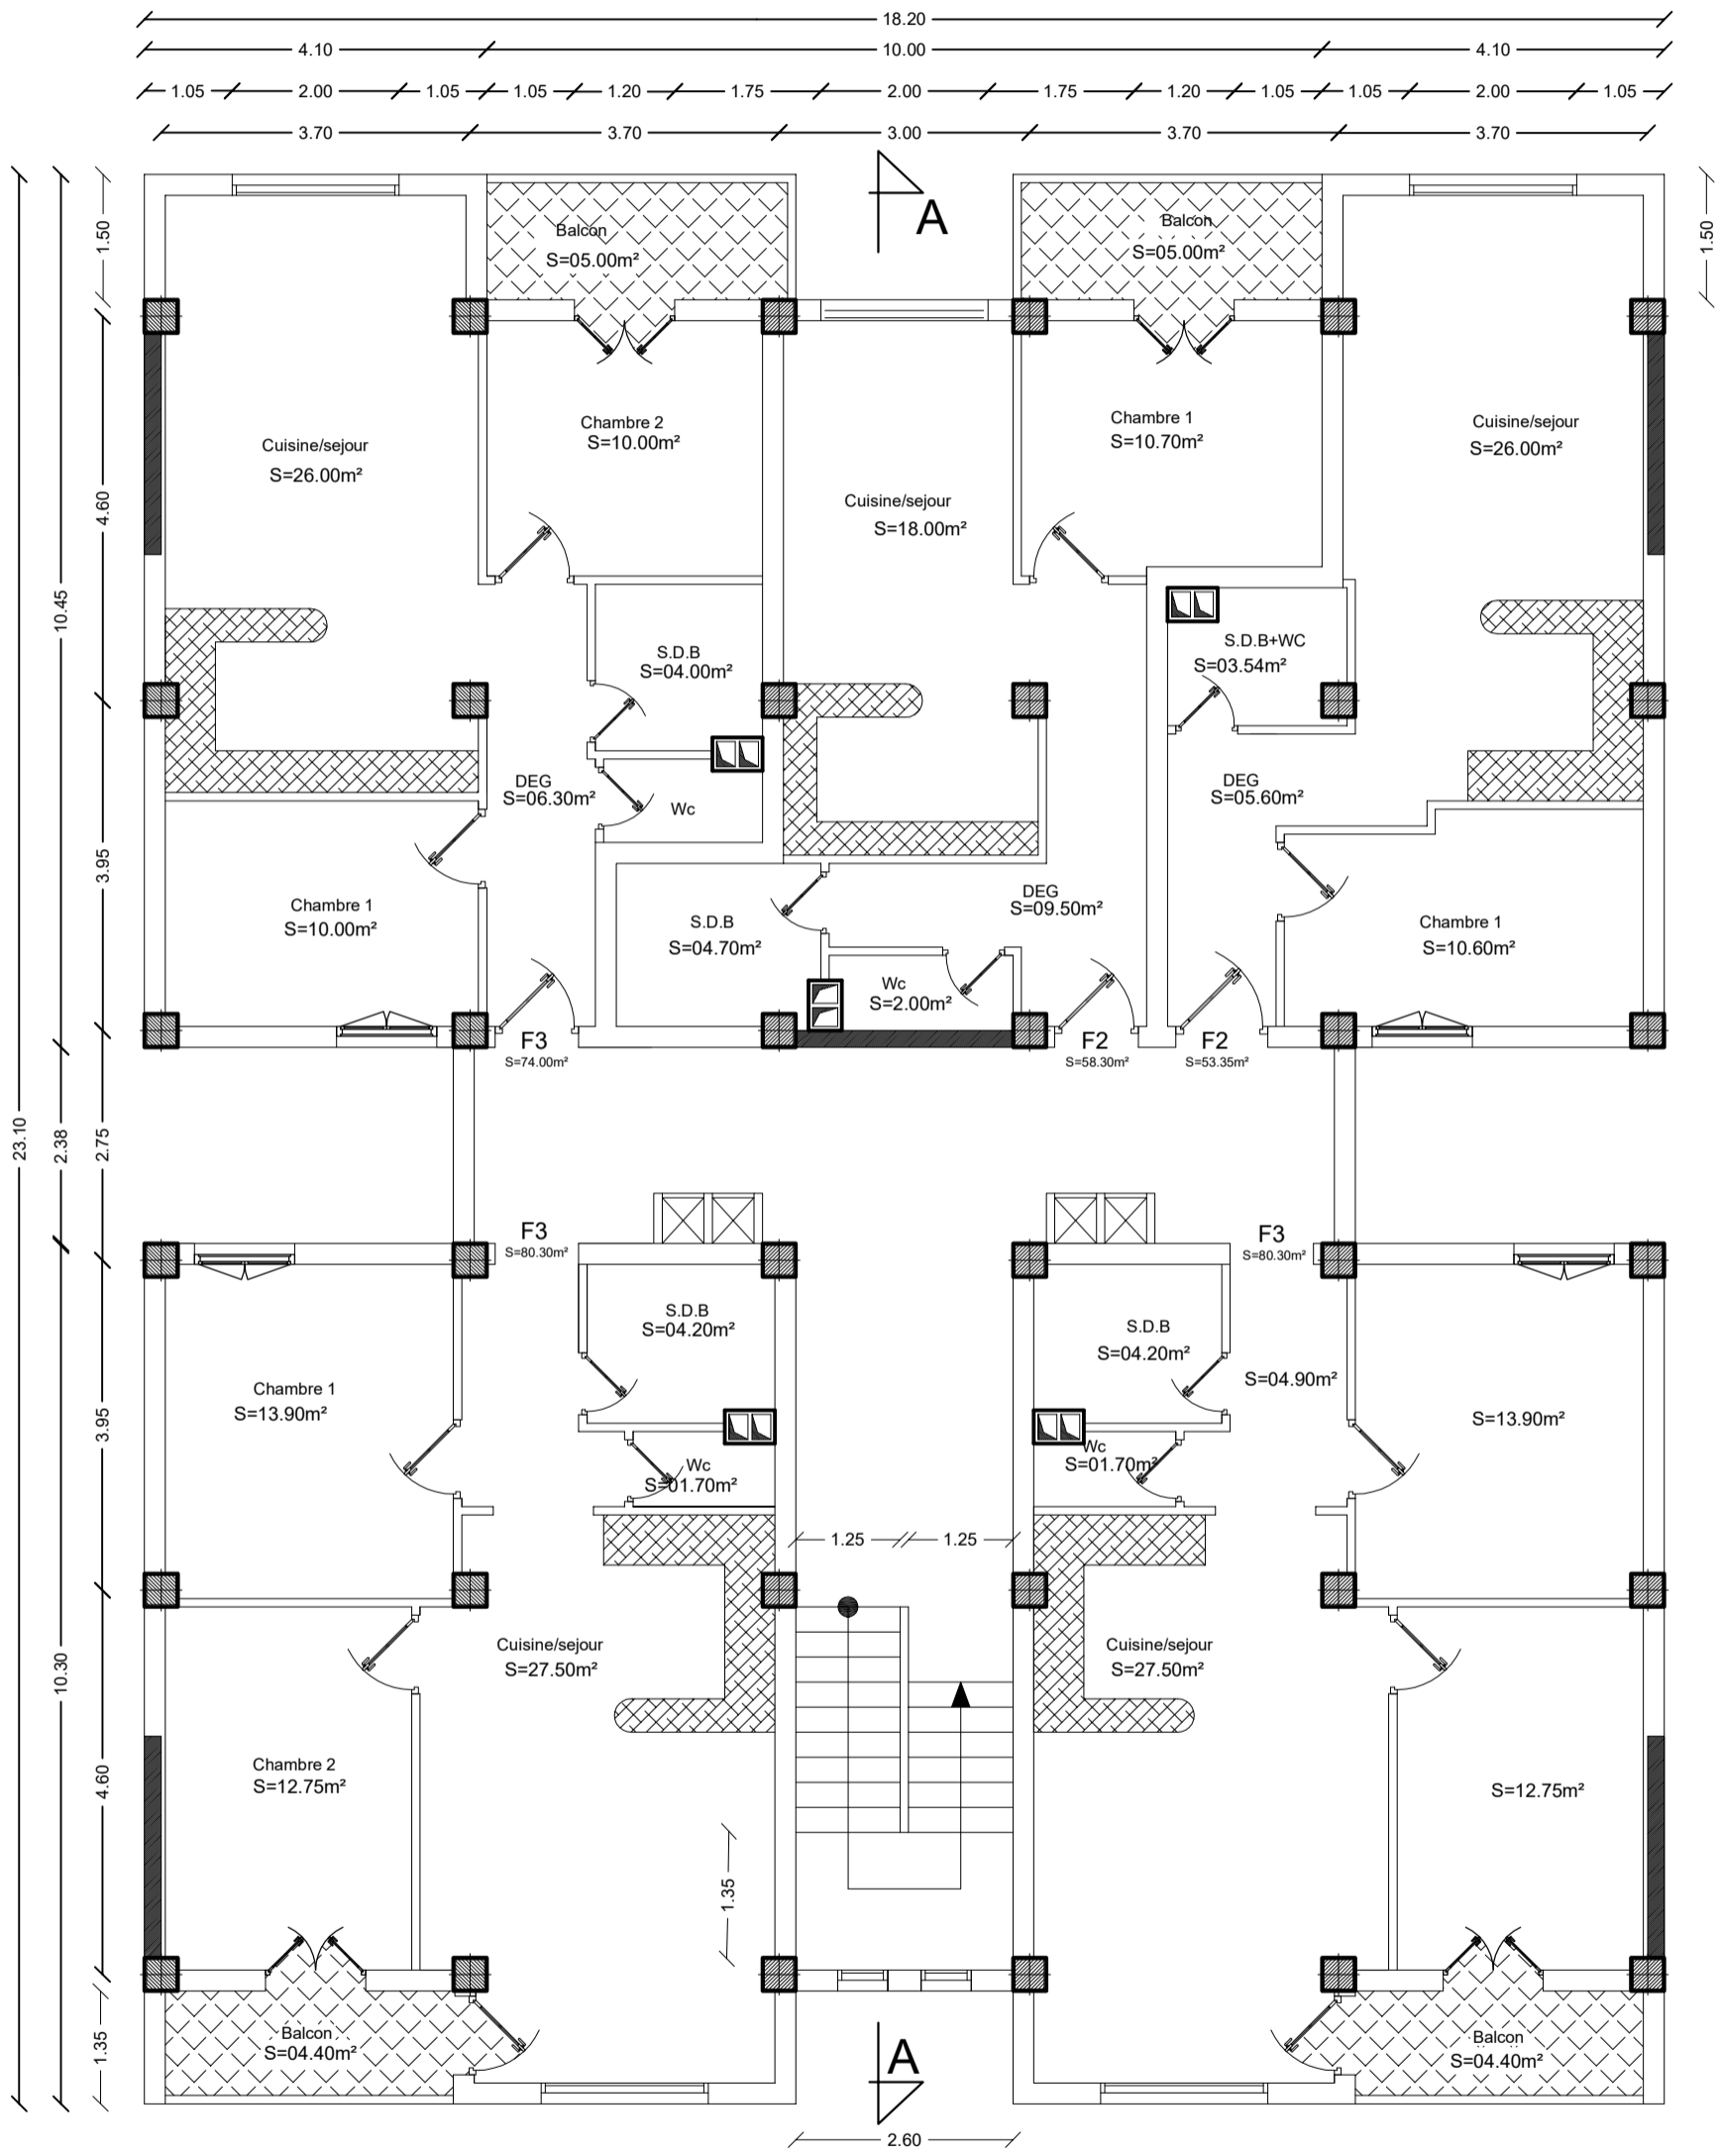 18.20
4.10 10.00 4.10
1.05 2.00 1.05 1.05 1.20 1.75 2.00 1.75 1.20 1.05 1.05 2.00 1.05
3.70 3.70 3.00 3.70 3.70
A
1.50
1.50
Balcon
S=05.00m²
Balcon
S=05.00m²
Cuisine/sejour
S=26.00m²
Chambre 2
S=10.00m²
Cuisine/sejour
S=18.00m²
Chambre 1
S=10.70m²
Cuisine/sejour
S=26.00m²
4.60
10.45
S.D.B
S=04.00m²
S.D.B+WC
S=03.54m²
DEG
S=06.30m²
Wc
DEG
S=05.60m²
3.95
Chambre 1
S=10.00m²
S.D.B
S=04.70m²
DEG
S=09.50m²
Wc
S=2.00m²
Chambre 1
S=10.60m²
F3
S=74.00m²
F2
S=58.30m²
F2
S=53.35m²
23.10
2.38
2.75
F3
S=80.30m²
F3
S=80.30m²
S.D.B
S=04.20m²
S.D.B
S=04.20m²
S=04.90m²
Chambre 1
S=13.90m²
S=13.90m²
3.95
Wc
S=01.70m²
Wc
S=01.70m²
1.25 1.25
Cuisine/sejour
S=27.50m²
Cuisine/sejour
S=27.50m²
10.30
4.60
Chambre 2
S=12.75m²
S=12.75m²
1.35
1.35
Balcon
S=04.40m²
A
Balcon
S=04.40m²
2.60